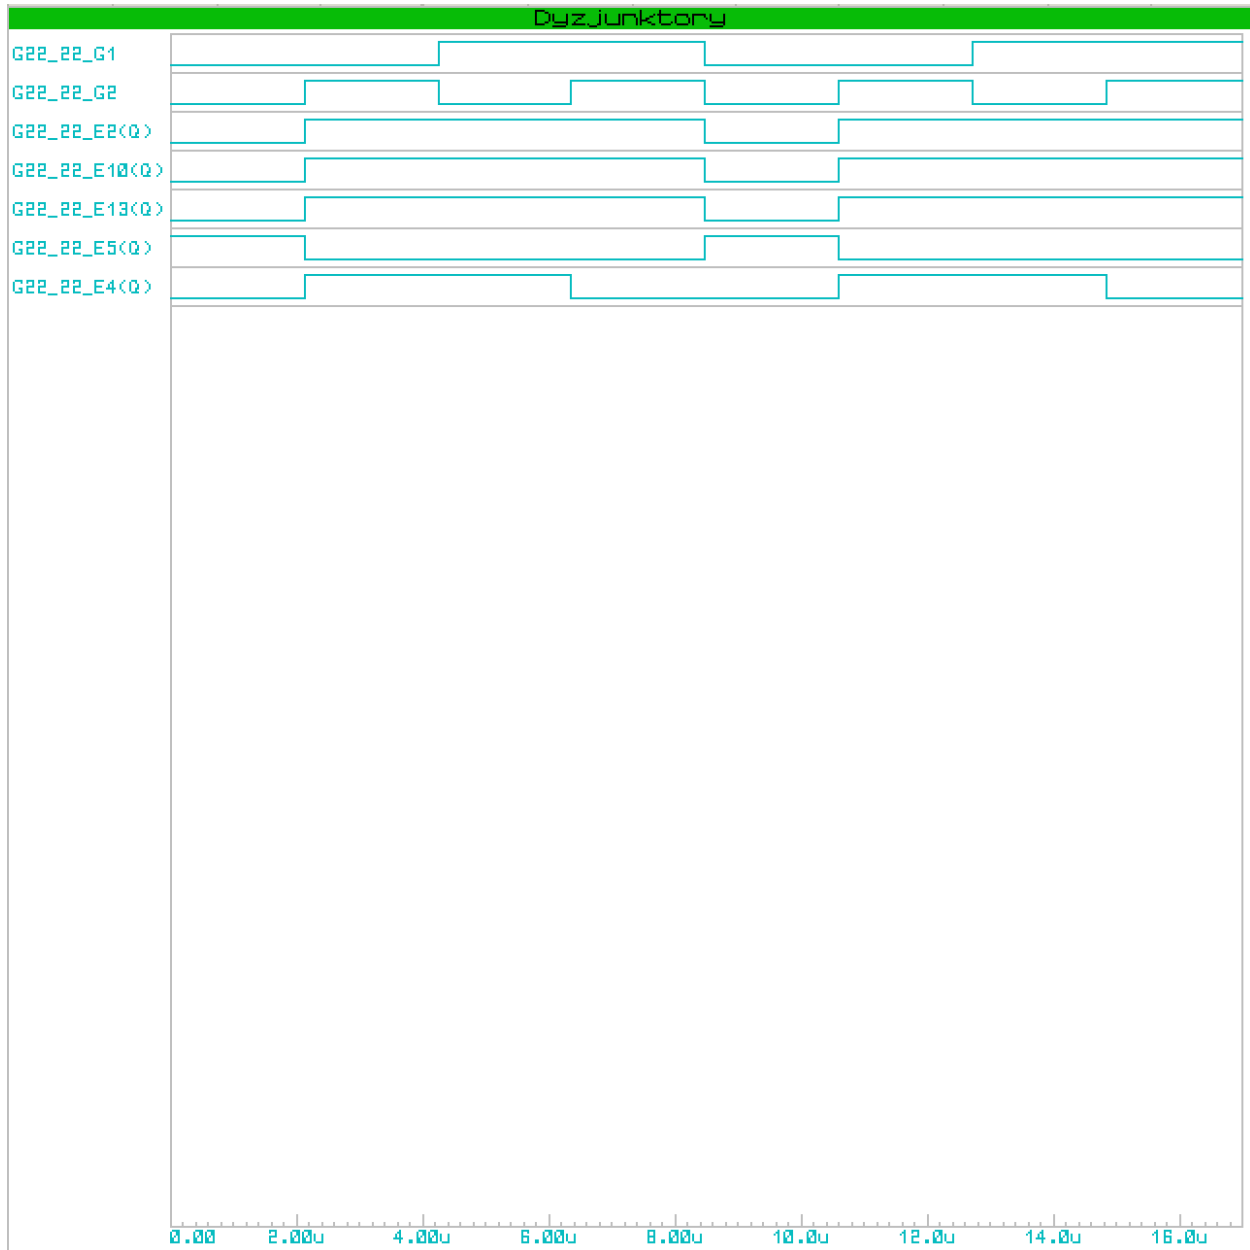 Dyzjunktory
G22_22_G1
G22_22_G2
G22_22_E2(Q)
G22_22_E10(Q)
G22_22_E13(Q)
G22_22_E5(Q)
G22_22_E4(Q)
0.00 2.00u 4.00u 6.00u 8.00u 10.0u 12.0u 14.0u 16.0u